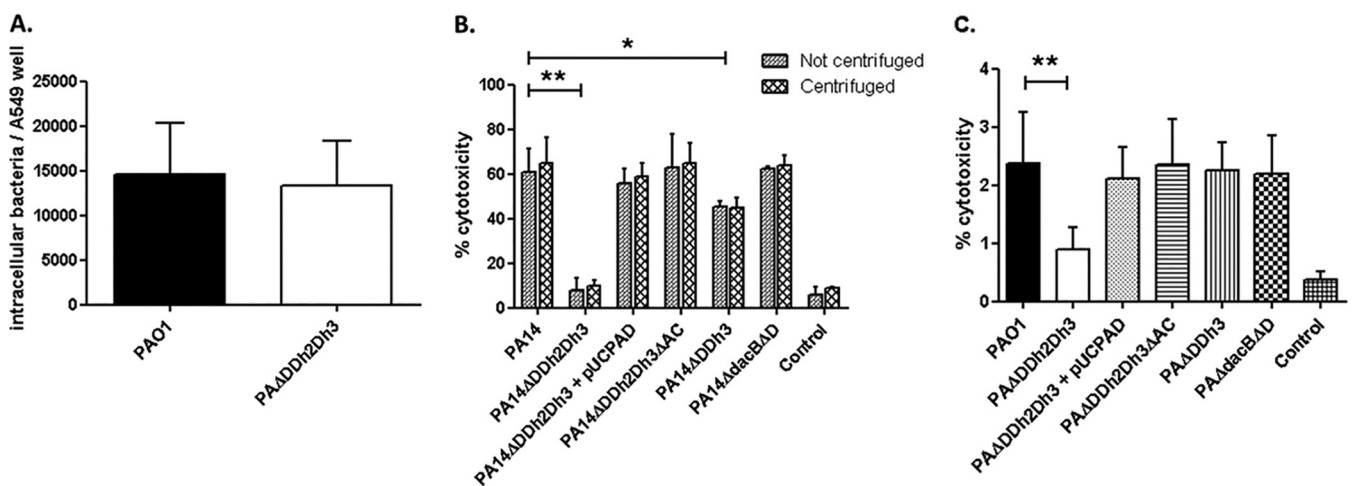 A.
intracellular bacteria / A549 well
25000
20000
15000
10000
5000
0
PAO1
PAΔDDh2Dh3
B.
*
**
Not centrifuged
Centrifuged
% cytotoxicity
100
80
60
40
20
0
PA14
PA14ΔDDh2Dh3
PA14ΔDDh2Dh3 + pUCPAD
PA14ΔDDh2Dh3ΔAC
PA14ΔDDh3
PA14ΔdacBΔD
Control
C.
**
% cytotoxicity
4
3
2
1
0
PAO1
PAΔDDh2Dh3
PAΔDDh2Dh3 + pUCPAD
PAΔDDh2Dh3ΔAC
PAΔDDh3
PAΔdacBΔD
Control